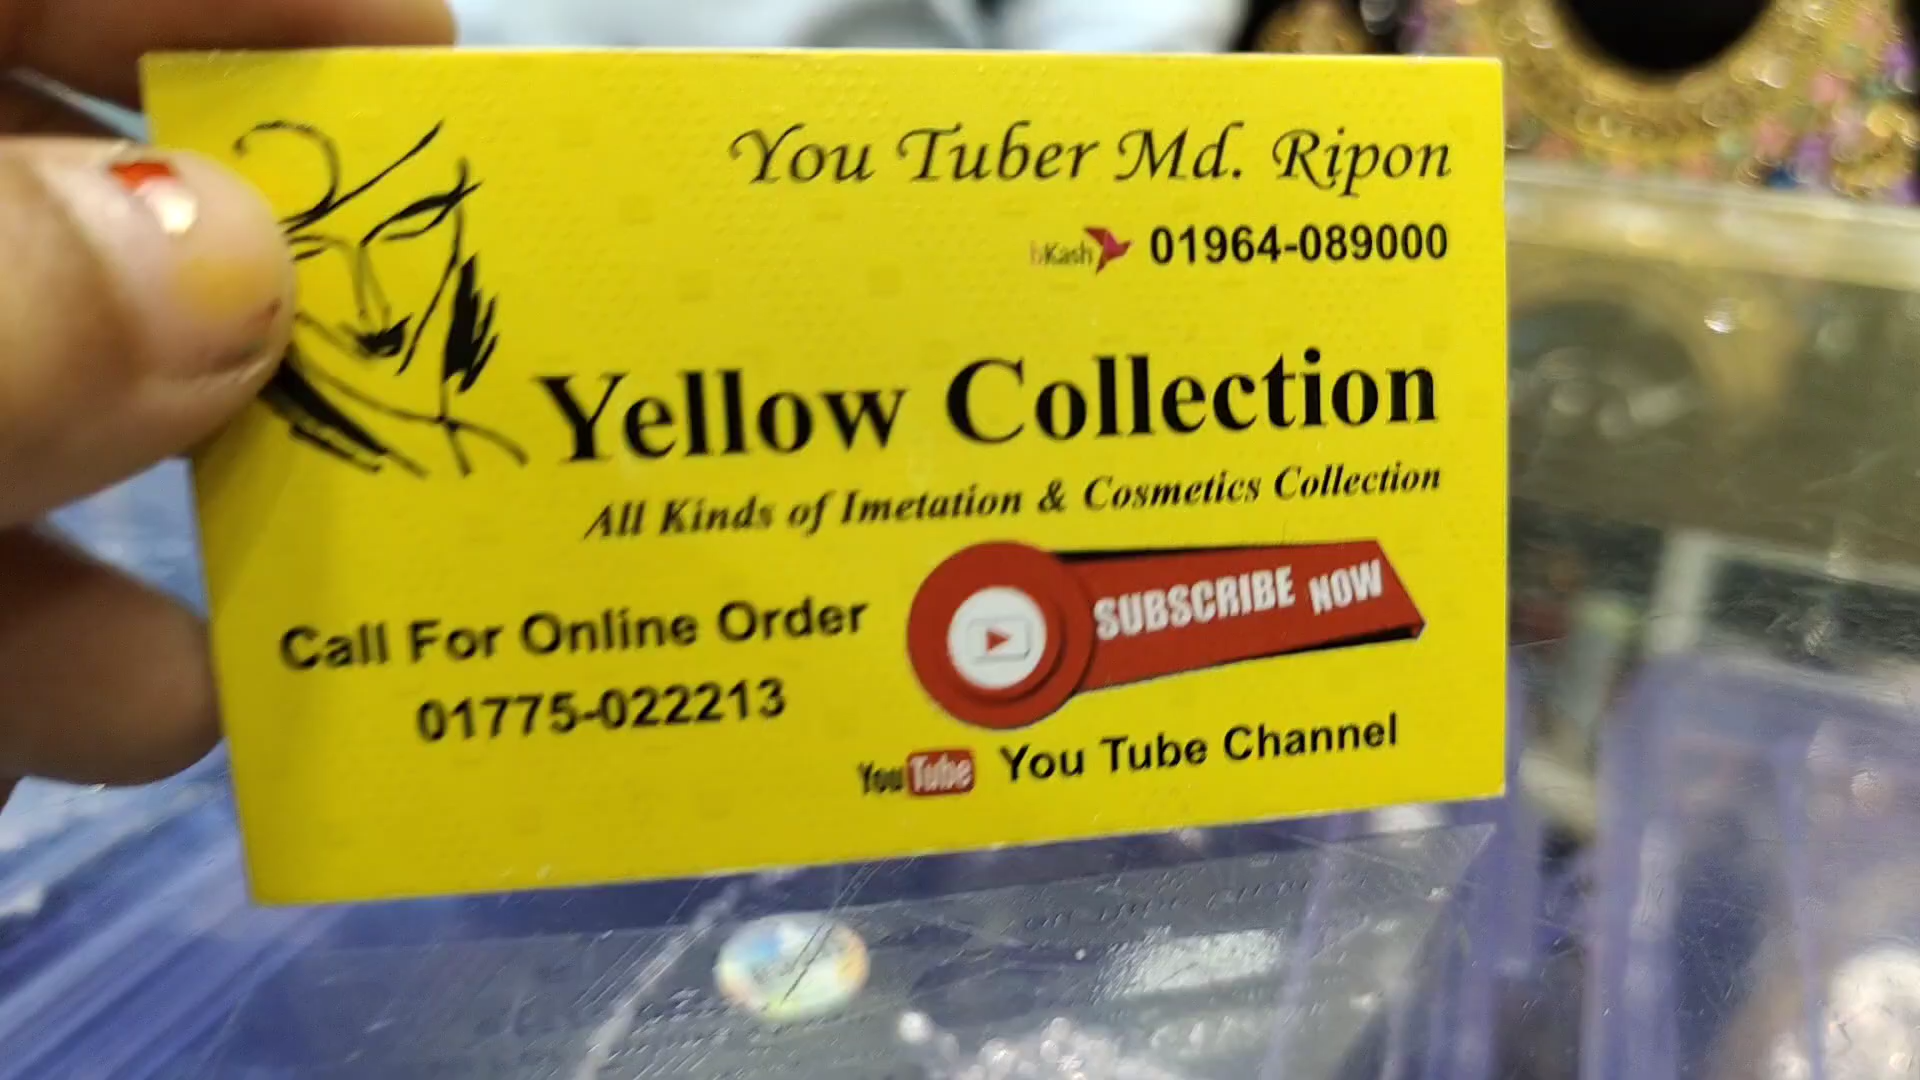 You Tuber Md. Ripon
bKash 01964-089000
Yellow Collection
All Kinds of Imetation & Cosmetics Collection
Call For Online Order
01775-022213
SUBSCRIBE NOW
YouTube You Tube Channel